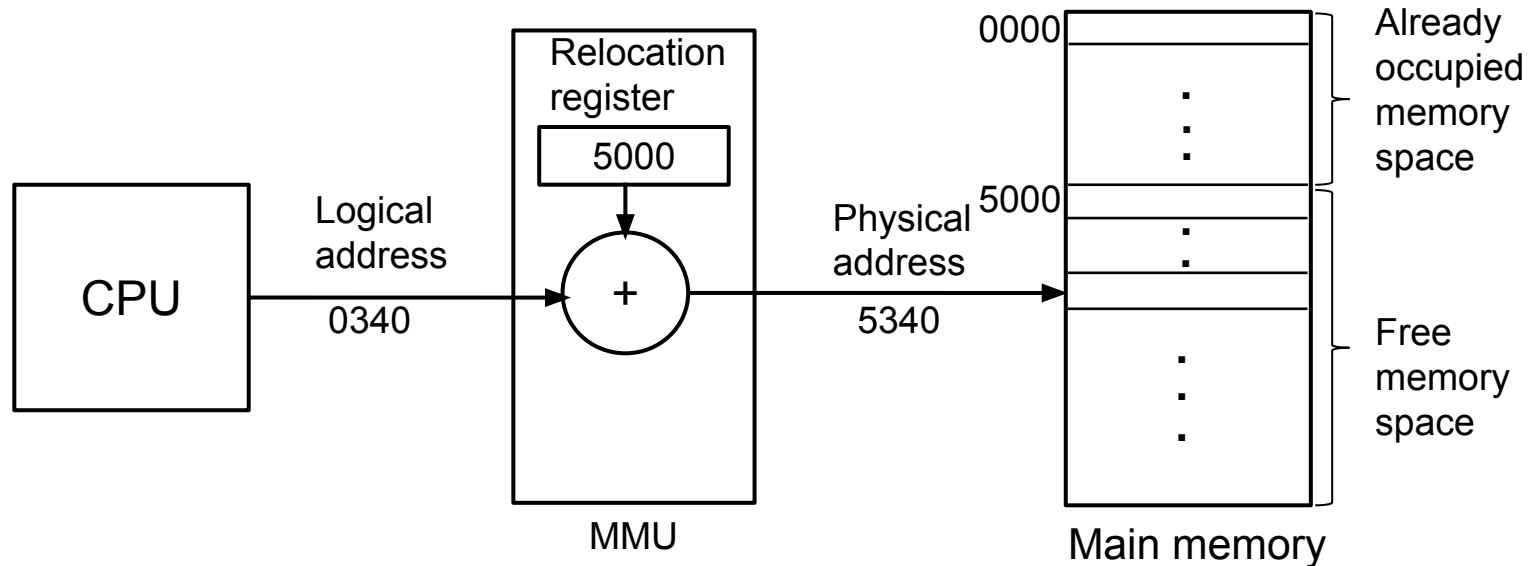 CPU
Logical
address
0340
Relocation
register
5000
+
MMU
Physical
address
5340
0000
5000
Main memory
Already
occupied
memory
space
Free
memory
space